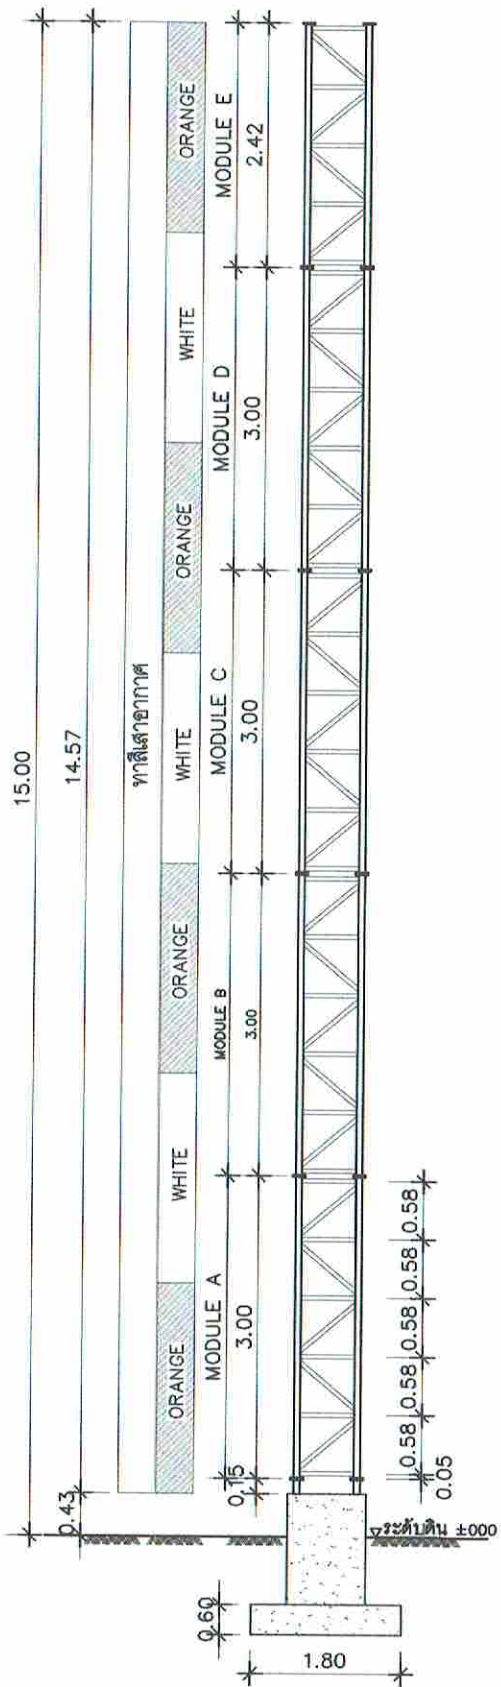 15.00
14.57
0.43
ทาสีเสาอากาศ
ORANGE
WHITE
ORANGE
WHITE
ORANGE
WHITE
ORANGE
MODULE E
2.42
MODULE D
3.00
MODULE C
3.00
MODULE B
3.00
MODULE A
3.00
0.15
0.58
0.58
0.58
0.58
0.58
0.05
ระดับดิน ±000
0.60
1.80